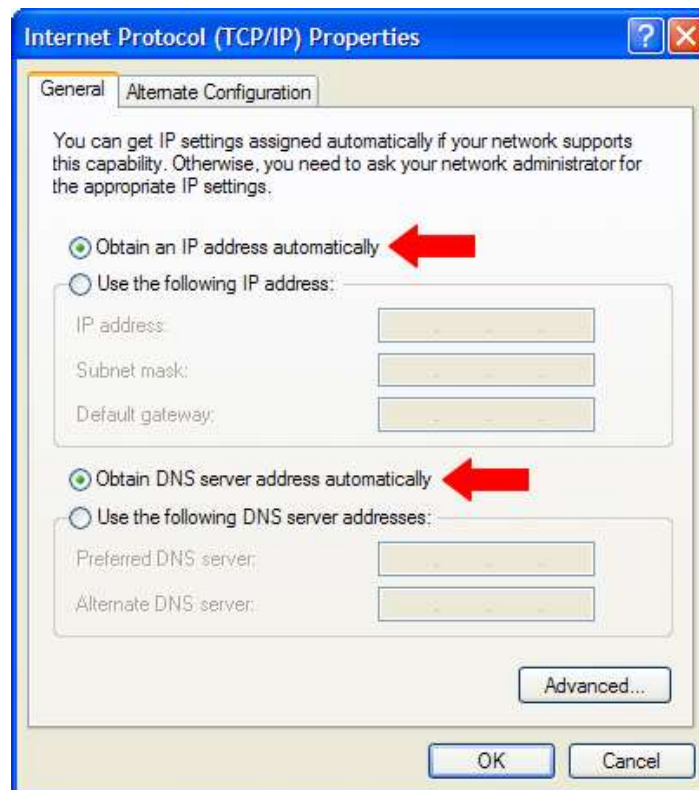 Internet Protocol (TCP/IP) Properties
General
Alternate Configuration
You can get IP settings assigned automatically if your network supports
this capability. Otherwise, you need to ask your network administrator for
the appropriate IP settings.
Obtain an IP address automatically
Use the following IP address:
IP address:
Subnet mask:
Default gateway:
Obtain DNS server address automatically
Use the following DNS server addresses:
Preferred DNS server:
Alternate DNS server:
Advanced...
OK
Cancel